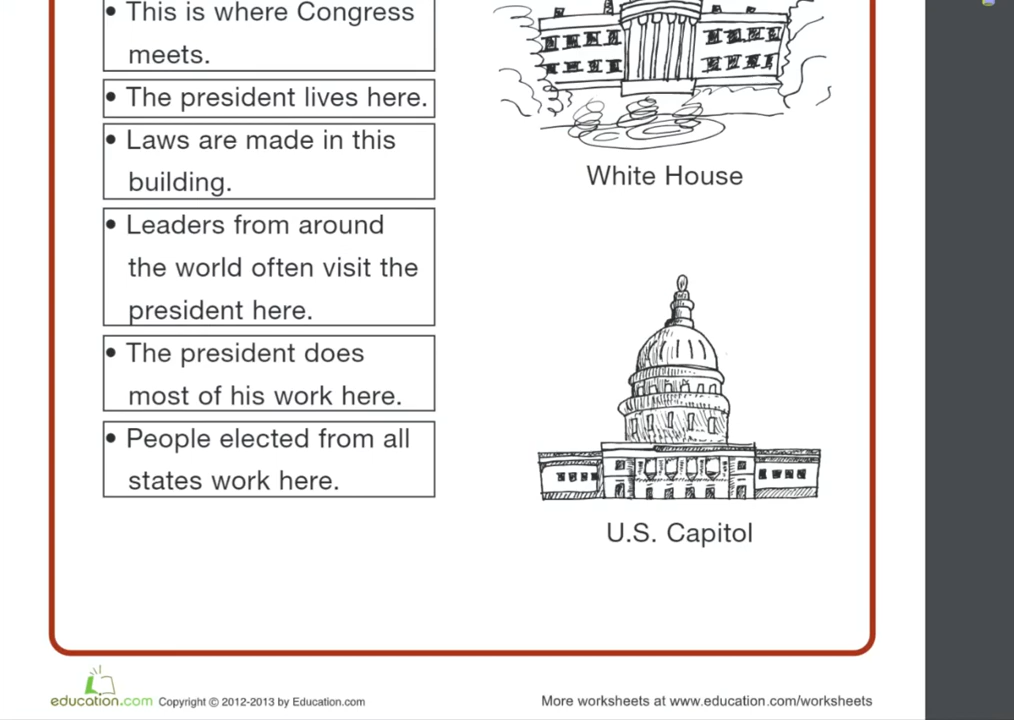 • This is where Congress
meets.
• The president lives here.
• Laws are made in this
building.
• Leaders from around
the world often visit the
president here.
• The president does
most of his work here.
• People elected from all
states work here.
White House
U.S. Capitol
education.com Copyright © 2012-2013 by Education.com
More worksheets at www.education.com/worksheets